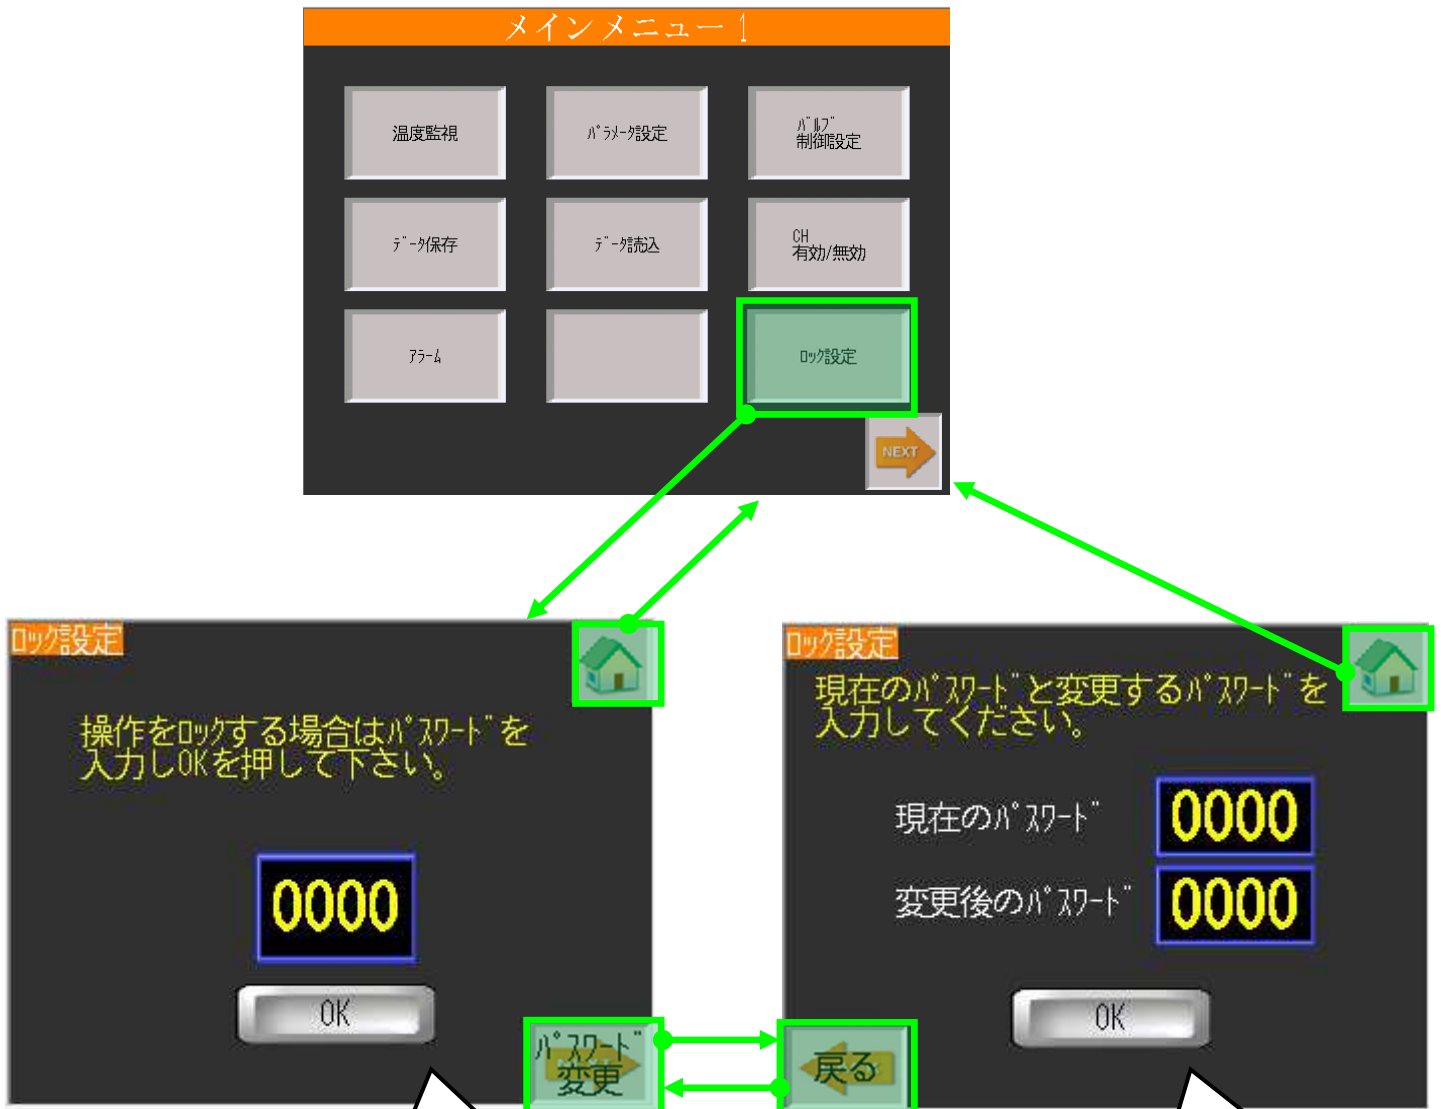 メインメニュー1
温度監視
パラメータ設定
バルブ
制御設定
データ保存
データ読込
CH
有効/無効
アラーム
ロック設定
NEXT
ロック設定
操作をロックする場合はパスワードを
入力しOKを押して下さい。
0000
OK
パスワード
変更
ロック設定
現在のパスワードと変更するパスワードを
入力してください。
現在のパスワード
0000
変更後のパスワード
0000
OK
戻る